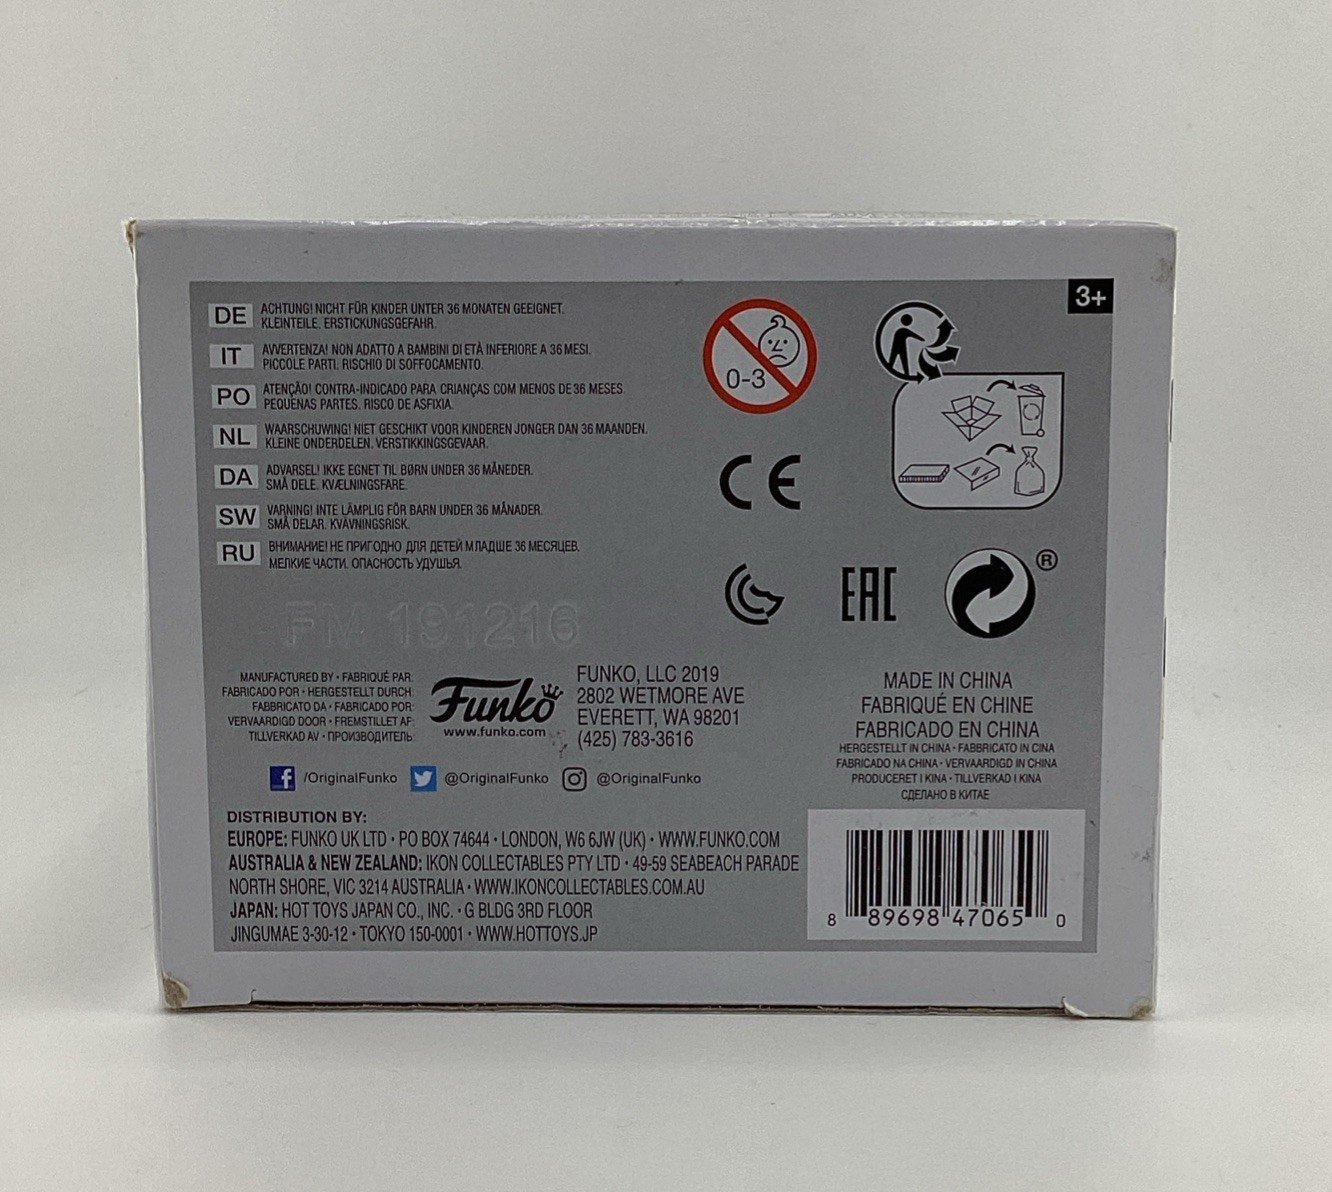 3+
DE
ACHTUNG! NICHT FÜR KINDER UNTER 36 MONATEN GEEIGNET.
KLEINTEILE. ERSTICKUNGSGEFAHR.
IT
AVVERTENZA! NON ADATTO A BAMBINI DI ETÀ INFERIORE A 36 MESI.
PICCOLE PARTI. RISCHIO DI SOFFOCAMENTO.
PO
ATENÇÃO! CONTRA-INDICADO PARA CRIANÇAS COM MENOS DE 36 MESES.
PEQUENAS PARTES. RISCO DE ASFIXIA.
NL
WAARSCHUWING! NIET GESCHIKT VOOR KINDEREN JONGER DAN 36 MAANDEN.
KLEINE ONDERDELEN. VERSTIKKINGSGEVAAR.
DA
ADVARSEL! IKKE EGNET TIL BØRN UNDER 36 MÅNEDER.
SMÅ DELE. KVÆLNINGSFARE.
SW
VARNING! INTE LÄMPLIG FÖR BARN UNDER 36 MÅNADER.
SMÅ DELAR. KVÄVNINGSRISK.
RU
ВНИМАНИЕ! НЕ ПРИГОДНО ДЛЯ ДЕТЕЙ МЛАДШЕ 36 МЕСЯЦЕВ.
МЕЛКИЕ ЧАСТИ. ОПАСНОСТЬ УДУШЬЯ.
0-3
CE
EAC
®
FM 191216
MANUFACTURED BY • FABRIQUÉ PAR:
FABRICADO POR • HERGESTELLT DURCH:
FABBRICATO DA • FABRICADO POR:
VERVAARDIGD DOOR • FREMSTILLET AF:
TILLVERKAD AV • ПРОИЗВОДИТЕЛЬ:
Funko
www.funko.com
FUNKO, LLC 2019
2802 WETMORE AVE
EVERETT, WA 98201
(425) 783-3616
/OriginalFunko @OriginalFunko @OriginalFunko
MADE IN CHINA
FABRIQUÉ EN CHINE
FABRICADO EN CHINA
HERGESTELLT IN CHINA • FABBRICATO IN CINA
FABRICADO NA CHINA • VERVAARDIGD IN CHINA
PRODUCERET I KINA • TILLVERKAD I KINA
СДЕЛАНО В КИТАЕ
DISTRIBUTION BY:
EUROPE: FUNKO UK LTD • PO BOX 74644 • LONDON, W6 6JW (UK) • WWW.FUNKO.COM
AUSTRALIA & NEW ZEALAND: IKON COLLECTABLES PTY LTD • 49-59 SEABEACH PARADE
NORTH SHORE, VIC 3214 AUSTRALIA • WWW.IKONCOLLECTABLES.COM.AU
JAPAN: HOT TOYS JAPAN CO., INC. • G BLDG 3RD FLOOR
JINGUMAE 3-30-12 • TOKYO 150-0001 • WWW.HOTTOYS.JP
8 89698 47065 0